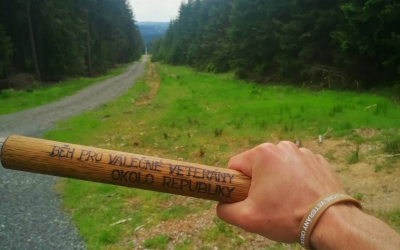 BĚH PRO VÁLEČNÉ VETERÁNY
OKOLO REPUBLIKY